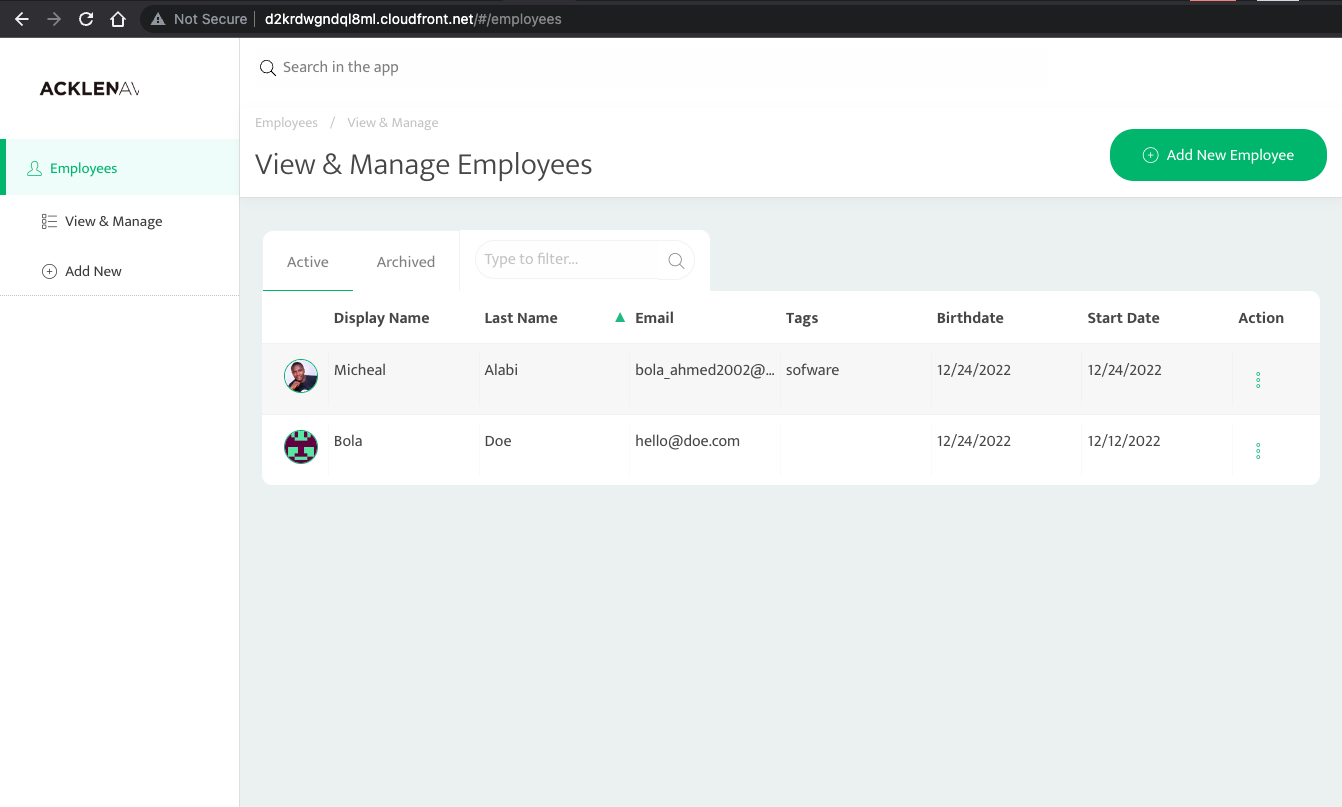 Not Secure d2krdwgndql8ml.cloudfront.net/#/employees
Search in the app
ACKLENAV
Employees / View & Manage
View & Manage Employees
Add New Employee
Employees
View & Manage
Add New
Active Archived Type to filter...
Display Name Last Name ▲ Email Tags Birthdate Start Date Action
Micheal Alabi bola_ahmed2002@... sofware 12/24/2022 12/24/2022
Bola Doe hello@doe.com 12/24/2022 12/12/2022